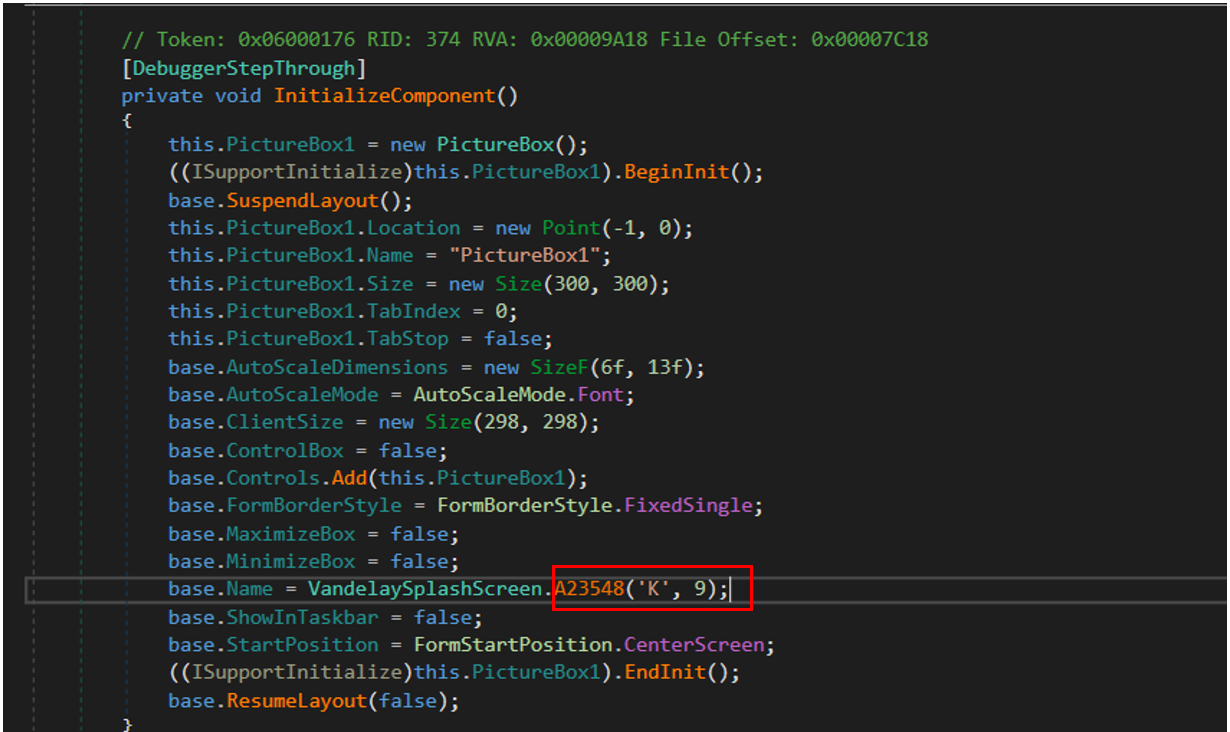 // Token: 0x06000176 RID: 374 RVA: 0x00009A18 File Offset: 0x00007C18
[DebuggerStepThrough]
private void InitializeComponent()
{
this.PictureBox1 = new PictureBox();
((ISupportInitialize)this.PictureBox1).BeginInit();
base.SuspendLayout();
this.PictureBox1.Location = new Point(-1, 0);
this.PictureBox1.Name = "PictureBox1";
this.PictureBox1.Size = new Size(300, 300);
this.PictureBox1.TabIndex = 0;
this.PictureBox1.TabStop = false;
base.AutoScaleDimensions = new SizeF(6f, 13f);
base.AutoScaleMode = AutoScaleMode.Font;
base.ClientSize = new Size(298, 298);
base.ControlBox = false;
base.Controls.Add(this.PictureBox1);
base.FormBorderStyle = FormBorderStyle.FixedSingle;
base.MaximizeBox = false;
base.MinimizeBox = false;
base.Name = VandelaySplashScreen.A23548('K', 9);
base.ShowInTaskbar = false;
base.StartPosition = FormStartPosition.CenterScreen;
((ISupportInitialize)this.PictureBox1).EndInit();
base.ResumeLayout(false);
}